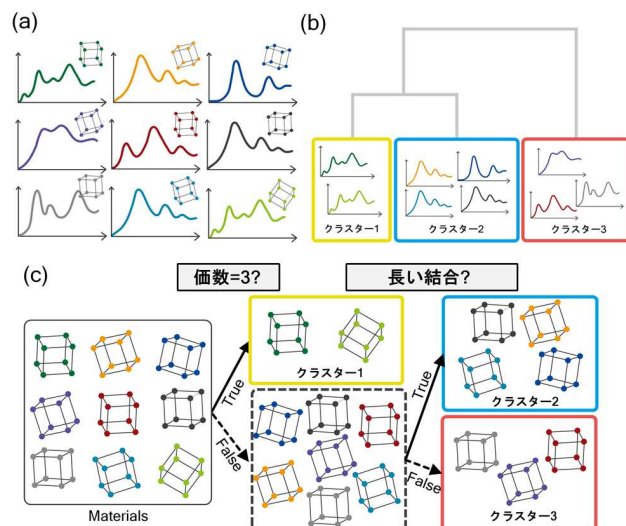 (a)
(b)
クラスター1
クラスター2
クラスター3
(c)
価数=3?
長い結合?
True
False
クラスター1
True
False
クラスター2
クラスター3
Materials